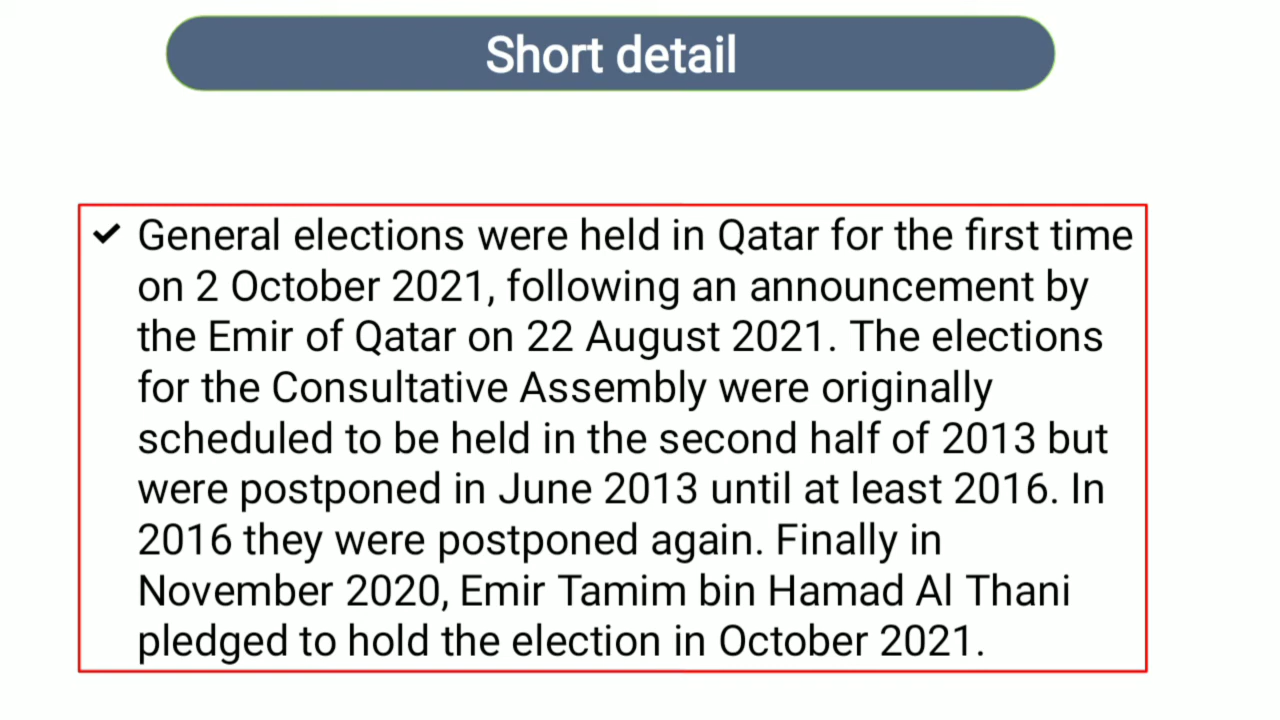 Short detail
✓ General elections were held in Qatar for the first time
on 2 October 2021, following an announcement by
the Emir of Qatar on 22 August 2021. The elections
for the Consultative Assembly were originally
scheduled to be held in the second half of 2013 but
were postponed in June 2013 until at least 2016. In
2016 they were postponed again. Finally in
November 2020, Emir Tamim bin Hamad Al Thani
pledged to hold the election in October 2021.